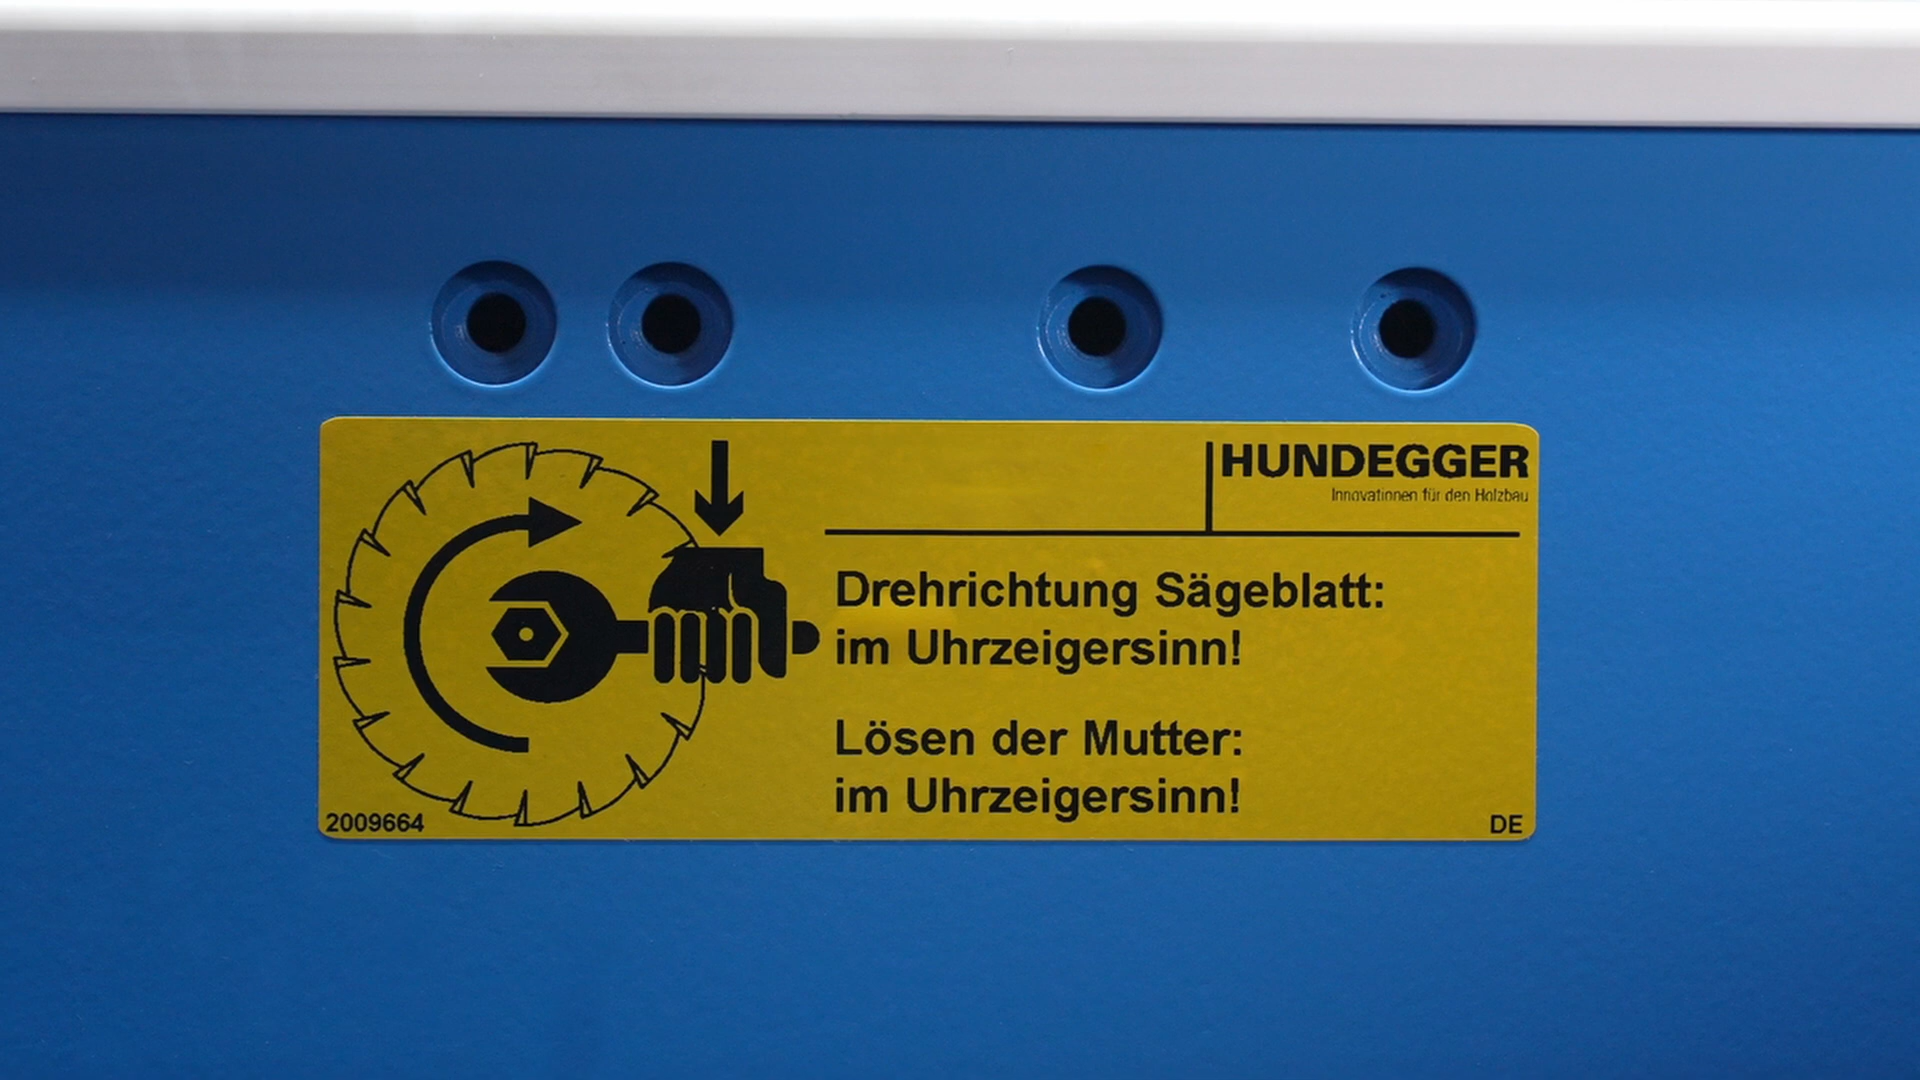 HUNDEGGER
Innovationen für den Holzbau
Drehrichtung Sägeblatt:
im Uhrzeigersinn!
Lösen der Mutter:
im Uhrzeigersinn!
2009664
DE